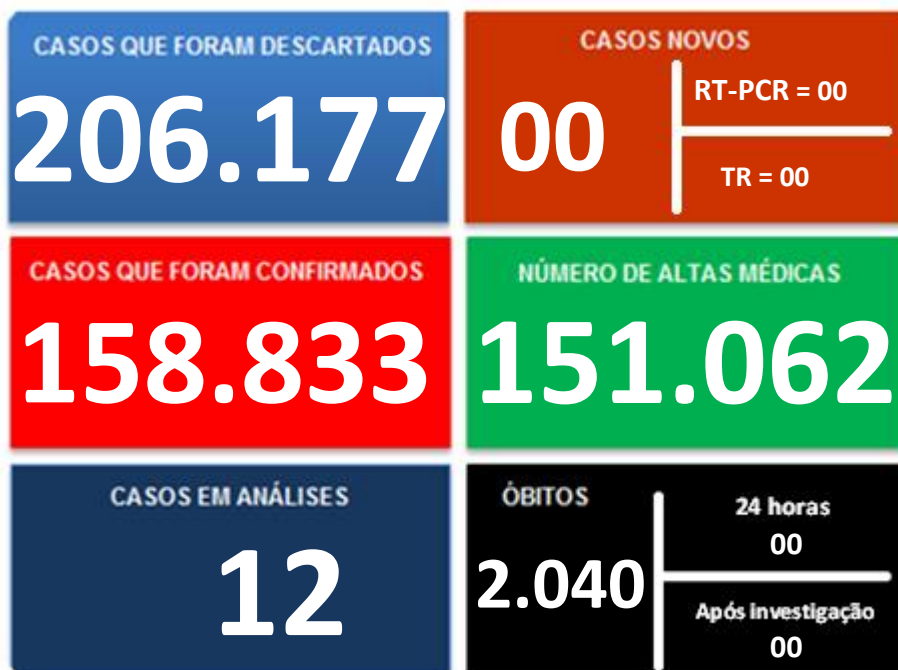 CASOS QUE FORAM DESCARTADOS
206.177
CASOS NOVOS
00
RT-PCR = 00
TR = 00
CASOS QUE FORAM CONFIRMADOS
158.833
NÚMERO DE ALTAS MÉDICAS
151.062
CASOS EM ANÁLISES
12
ÓBITOS
2.040
24 horas
00
Após investigação
00